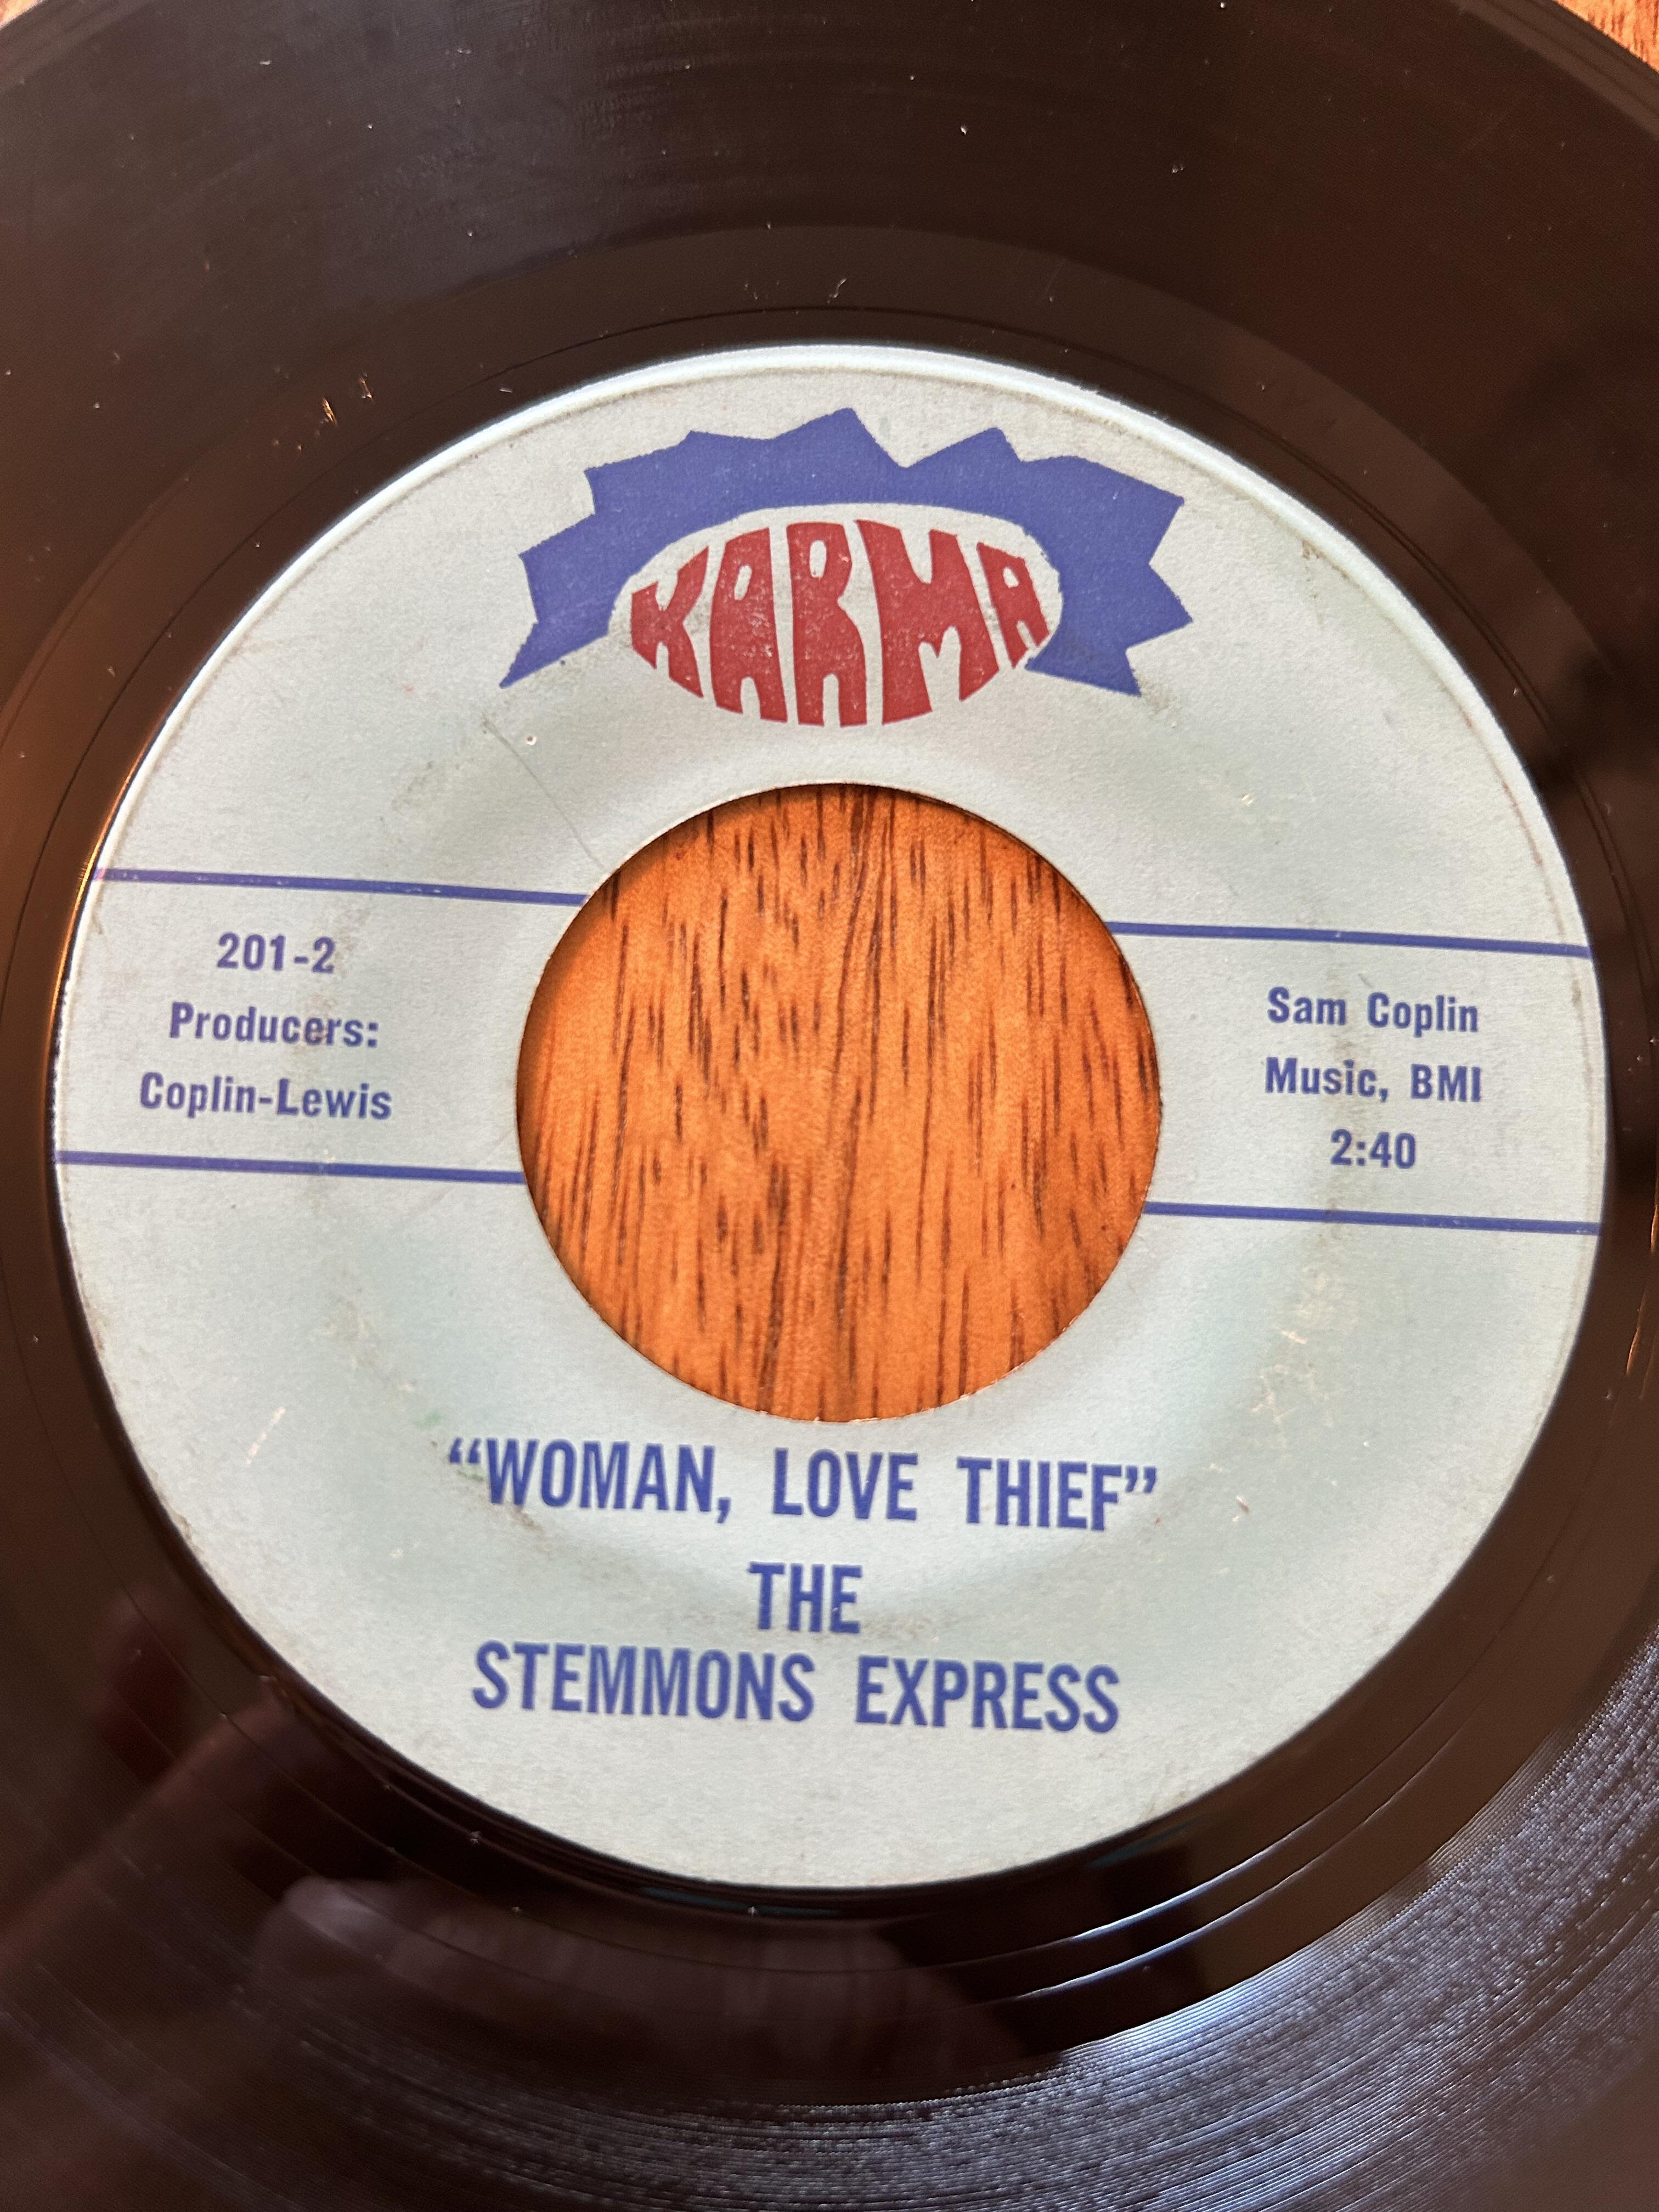 KARMA
201-2
Producers:
Coplin-Lewis
Sam Coplin
Music, BMI
2:40
“WOMAN, LOVE THIEF”
THE
STEMMONS EXPRESS